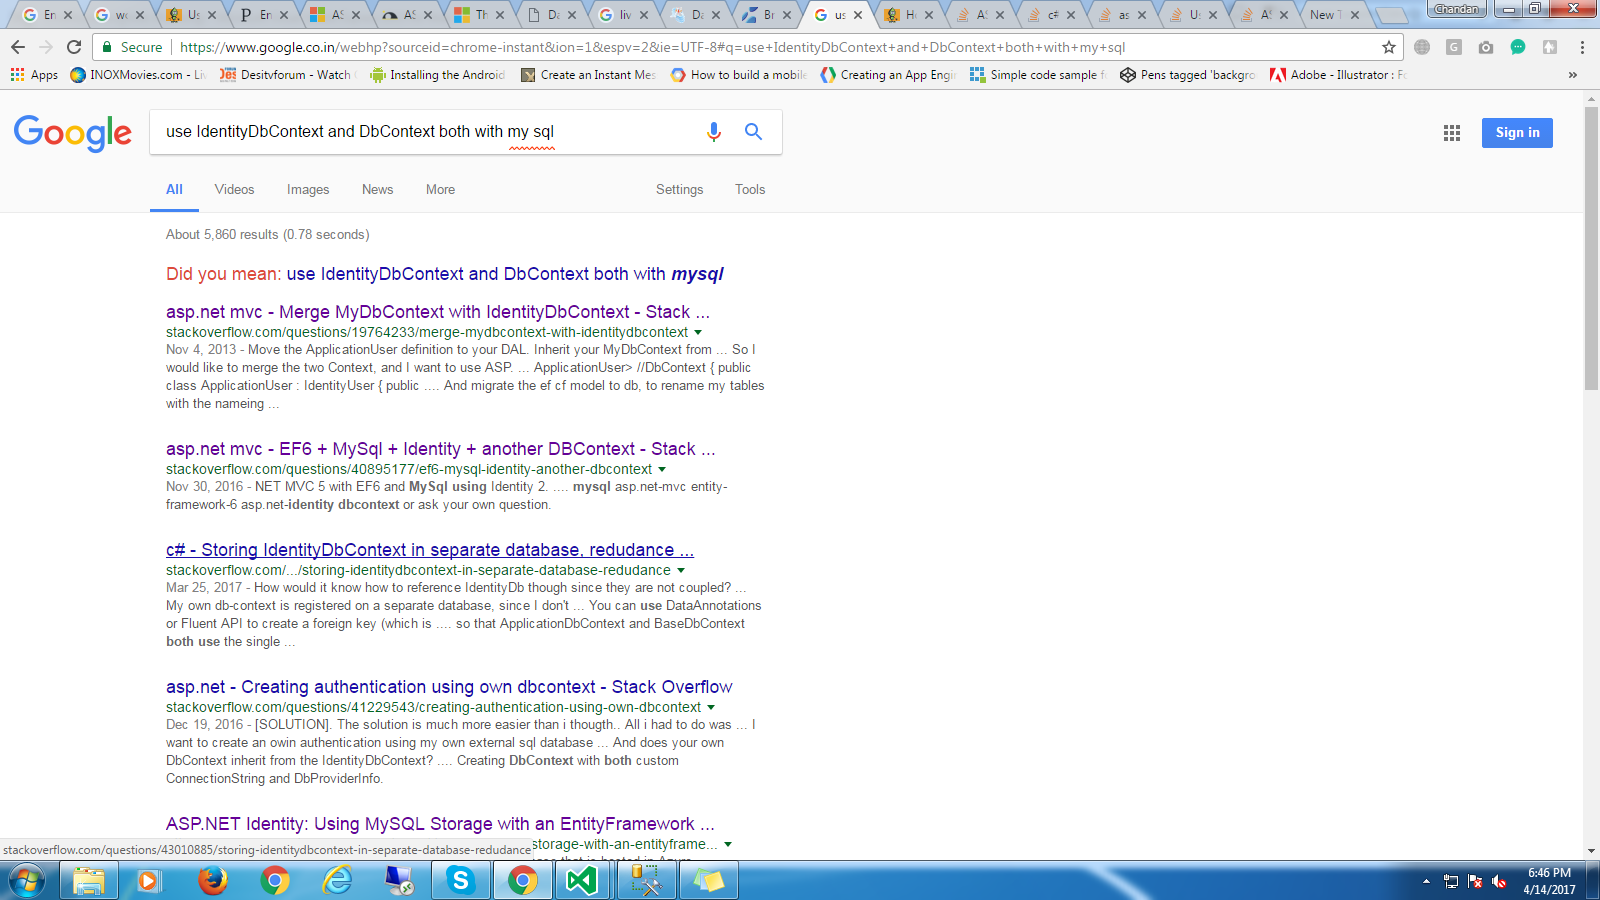 En
we
Us
En
AS
AS
Th
Da
liv
Da
Br
us
He
AS
c#
as
Us
AS
New T
Chandan
Secure
https://www.google.co.in/webhp?sourceid=chrome-instant&ion=1&espv=2&ie=UTF-8#q=use+IdentityDbContext+and+DbContext+both+with+my+sql
Apps
INOXMovies.com - Liv
Desitvforum - Watch
Installing the Android
Create an Instant Mes
How to build a mobile
Creating an App Engi
Simple code sample f
Pens tagged 'backgro
Adobe - Illustrator : Fo
»
Google
use IdentityDbContext and DbContext both with my sql
Sign in
All
Videos
Images
News
More
Settings
Tools
About 5,860 results (0.78 seconds)
Did you mean: use IdentityDbContext and DbContext both with mysql
asp.net mvc - Merge MyDbContext with IdentityDbContext - Stack ...
stackoverflow.com/questions/19764233/merge-mydbcontext-with-identitydbcontext
Nov 4, 2013 - Move the ApplicationUser definition to your DAL. Inherit your MyDbContext from ... So I
would like to merge the two Context, and I want to use ASP. ... ApplicationUser> //DbContext { public
class ApplicationUser : IdentityUser { public .... And migrate the ef cf model to db, to rename my tables
with the nameing ...
asp.net mvc - EF6 + MySql + Identity + another DBContext - Stack ...
stackoverflow.com/questions/40895177/ef6-mysql-identity-another-dbcontext
Nov 30, 2016 - NET MVC 5 with EF6 and MySql using Identity 2. .... mysql asp.net-mvc entity-
framework-6 asp.net-identity dbcontext or ask your own question.
c# - Storing IdentityDbContext in separate database, redudance ...
stackoverflow.com/.../storing-identitydbcontext-in-separate-database-redudance
Mar 25, 2017 - How would it know how to reference IdentityDb though since they are not coupled? ...
My own db-context is registered on a separate database, since I don't ... You can use DataAnnotations
or Fluent API to create a foreign key (which is .... so that ApplicationDbContext and BaseDbContext
both use the single ...
asp.net - Creating authentication using own dbcontext - Stack Overflow
stackoverflow.com/questions/41229543/creating-authentication-using-own-dbcontext
Dec 19, 2016 - [SOLUTION]. The solution is much more easier than i thougth.. All i had to do was ... I
want to create an owin authentication using my own external sql database ... And does your own
DbContext inherit from the IdentityDbContext? .... Creating DbContext with both custom
ConnectionString and DbProviderInfo.
ASP.NET Identity: Using MySQL Storage with an EntityFramework ...
storage-with-an-entityframe...
stackoverflow.com/questions/43010885/storing-identitydbcontext-in-separate-database-redudance
6:46 PM
4/14/2017